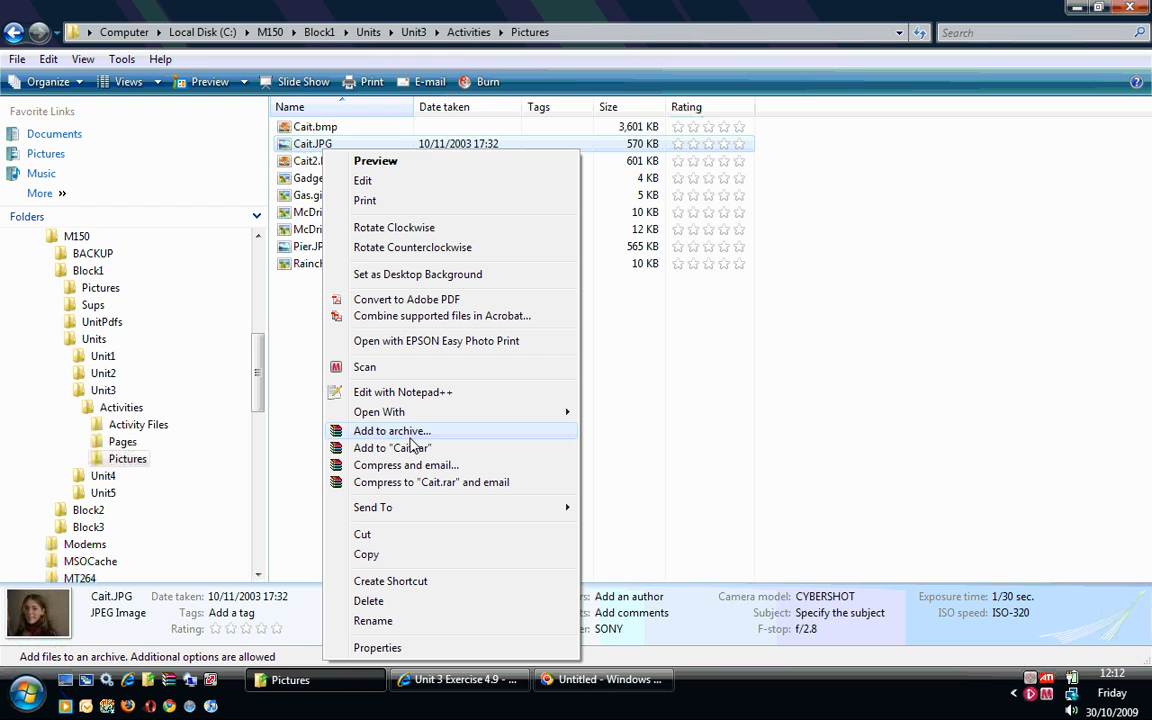 Computer ▸ Local Disk (C:) ▸ M150 ▸ Block1 ▸ Units ▸ Unit3 ▸ Activities ▸ Pictures
Search
File Edit View Tools Help
Organize Views Preview Slide Show Print E-mail Burn
Favorite Links
Documents
Pictures
Music
More »
Folders
M150
BACKUP
Block1
Pictures
Sups
UnitPdfs
Units
Unit1
Unit2
Unit3
Activities
Activity Files
Pages
Pictures
Unit4
Unit5
Block2
Block3
Modems
MSOCache
MT264
Name Date taken Tags Size Rating
Cait.bmp 3,601 KB
Cait.JPG 10/11/2003 17:32 570 KB
Cait2. 601 KB
Gadge 4 KB
Gas.gi 5 KB
McDri 10 KB
McDri 12 KB
PierJP 565 KB
Rainch 10 KB
Preview
Edit
Print
Rotate Clockwise
Rotate Counterclockwise
Set as Desktop Background
Convert to Adobe PDF
Combine supported files in Acrobat...
Open with EPSON Easy Photo Print
Scan
Edit with Notepad++
Open With
Add to archive...
Add to "Cait.rar"
Compress and email...
Compress to "Cait.rar" and email
Send To
Cut
Copy
Create Shortcut
Delete
Rename
Properties
Cait.JPG Date taken: 10/11/2003 17:32
JPEG Image Tags: Add a tag
Rating:
Add an author Camera model: CYBERSHOT Exposure time: 1/30 sec.
Add comments Subject: Specify the subject ISO speed: ISO-320
SONY F-stop: f/2.8
Add files to an archive. Additional options are allowed
Pictures Unit 3 Exercise 4.9 - ... Untitled - Windows ...
12:12
Friday
30/10/2009